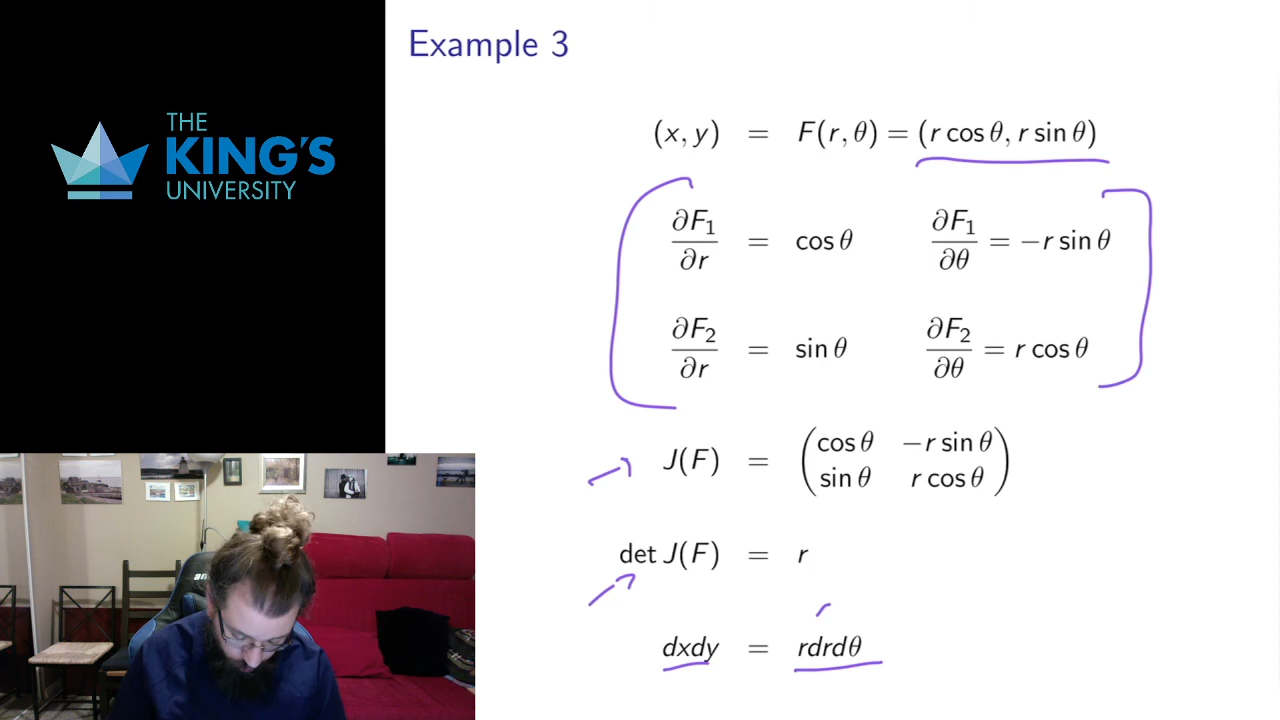 THE
KING'S
UNIVERSITY
Example 3
(x, y) = F(r, θ) = (r cos θ, r sin θ)
∂F₁/∂r = cos θ ∂F₁/∂θ = −r sin θ
∂F₂/∂r = sin θ ∂F₂/∂θ = r cos θ
J(F) = (cos θ −r sin θ
sin θ r cos θ)
det J(F) = r
r
dxdy = rdrdθ